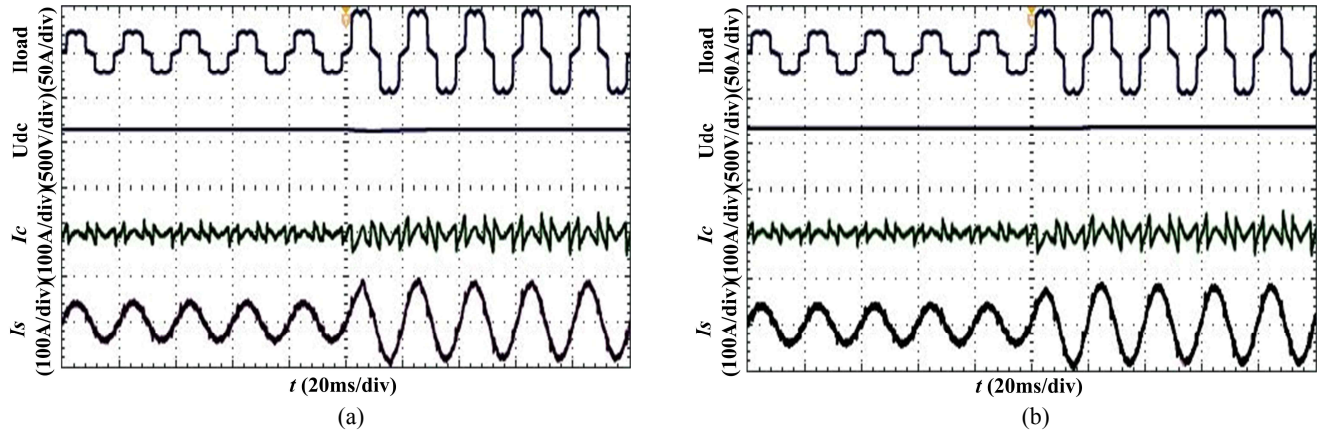 Iload
(50A/div)
Udc
(500V/div)
Ic
(100A/div)
Is
(100A/div)
t (20ms/div)
(a)
Iload
(50A/div)
Udc
(500V/div)
Ic
(100A/div)
Is
(100A/div)
t (20ms/div)
(b)